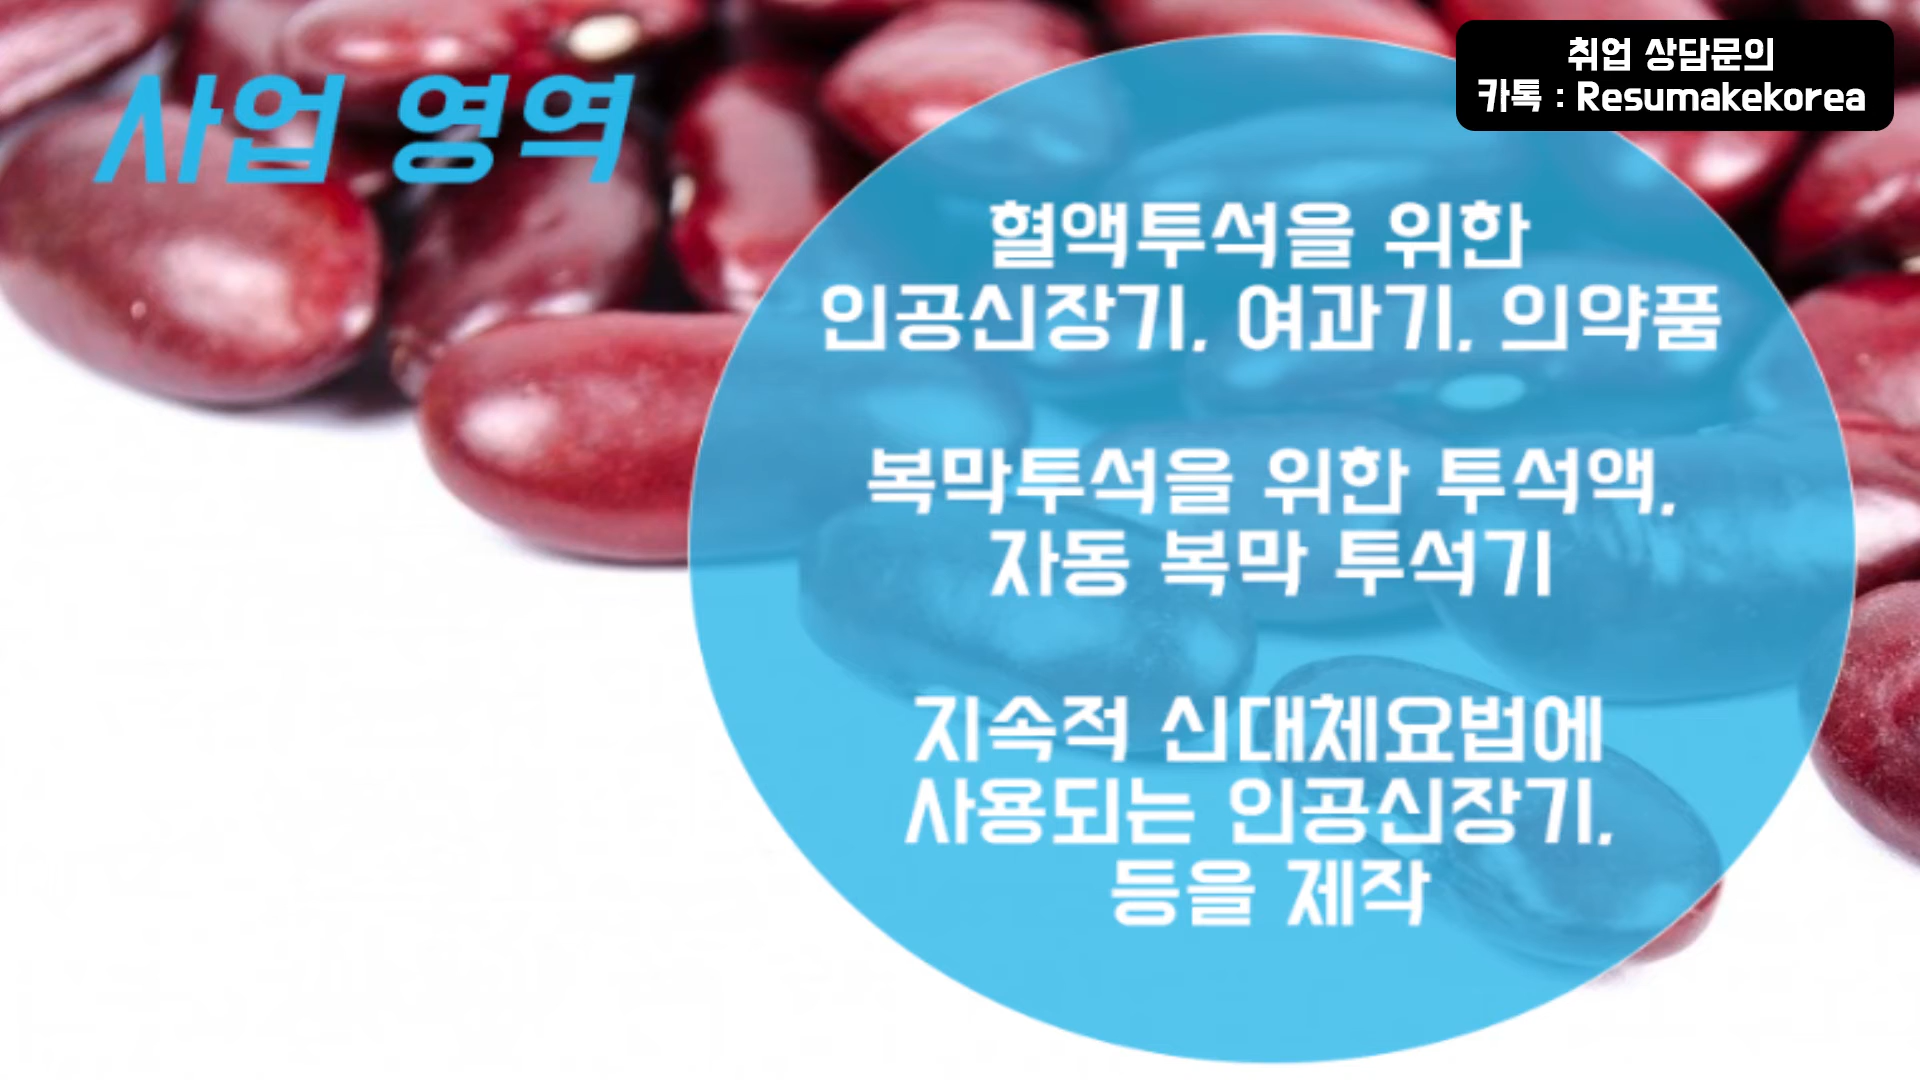 사업 영역
취업 상담문의
카톡 : Resumakekorea
혈액투석을 위한
인공신장기, 여과기, 의약품
복막투석을 위한 투석액,
자동 복막 투석기
지속적 신대체요법에
사용되는 인공신장기,
등을 제작